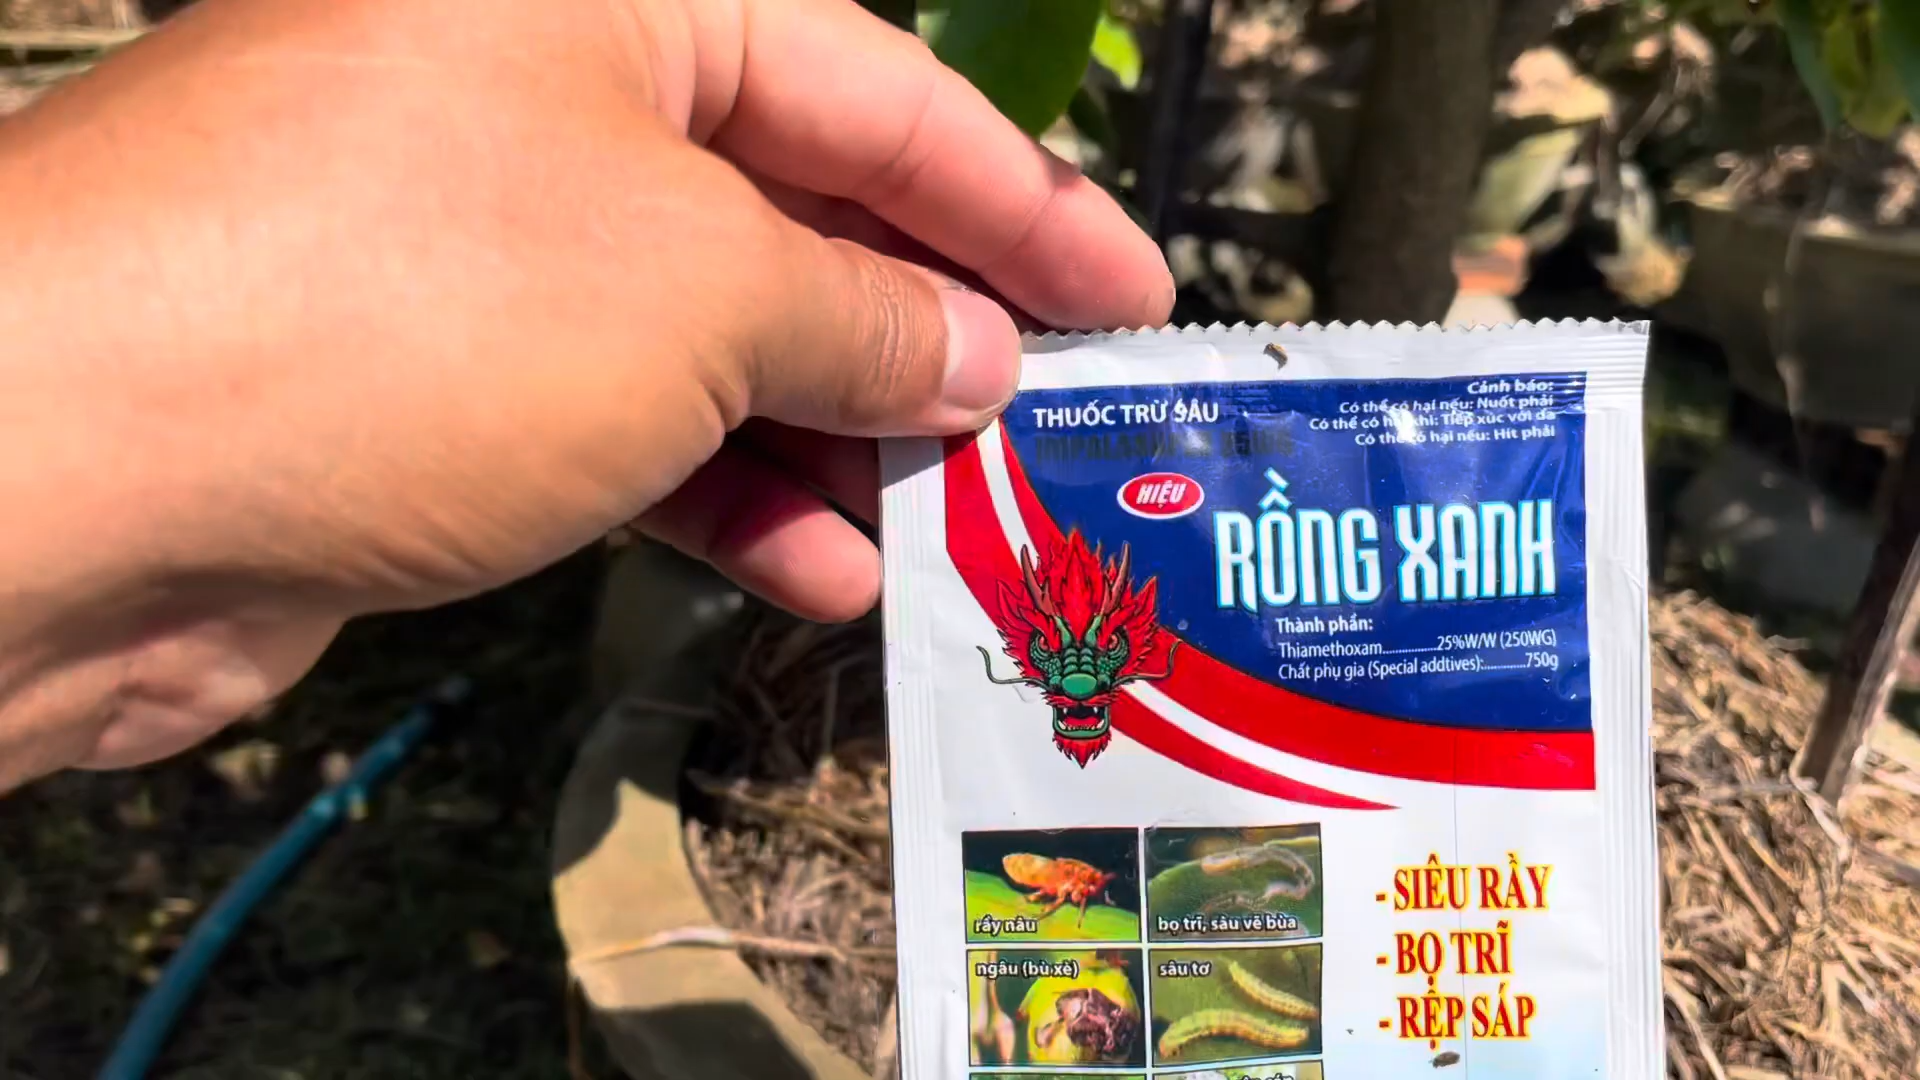 THUỐC TRỪ SÂU
Cảnh báo:
Có thể có hại nếu: Nuốt phải
Có thể có hại khi: Tiếp xúc với da
Có thể có hại nếu: Hít phải
HIỆU
RỒNG XANH
Thành phần:
Thiamethoxam................25%W/W (250WG)
Chất phụ gia (Special addtives):...........750g
rầy nâu
bọ trĩ, sâu vẽ bùa
ngâu (bù xè)
sâu tơ
- SIÊU RẦY
- BỌ TRĨ
- RỆP SÁP